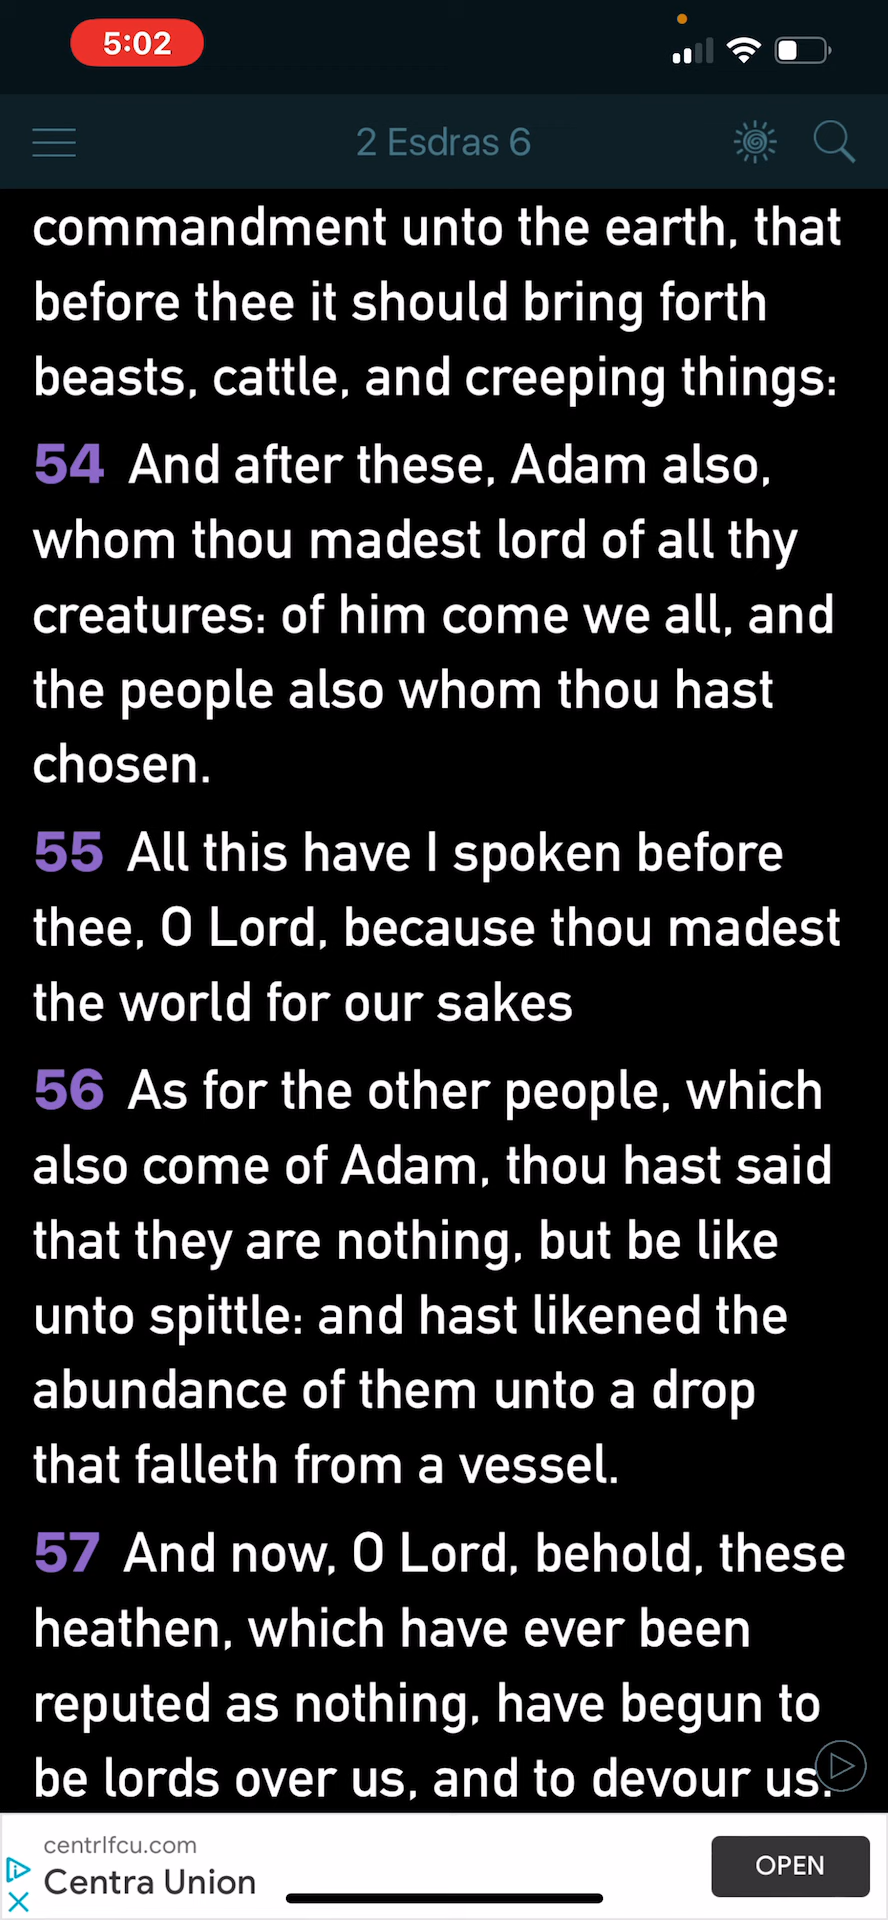 5:02
2 Esdras 6
commandment unto the earth, that
before thee it should bring forth
beasts, cattle, and creeping things:
54 And after these, Adam also,
whom thou madest lord of all thy
creatures: of him come we all, and
the people also whom thou hast
chosen.
55 All this have I spoken before
thee, O Lord, because thou madest
the world for our sakes
56 As for the other people, which
also come of Adam, thou hast said
that they are nothing, but be like
unto spittle: and hast likened the
abundance of them unto a drop
that falleth from a vessel.
57 And now, O Lord, behold, these
heathen, which have ever been
reputed as nothing, have begun to
be lords over us, and to devour us.
centrlfcu.com
Centra Union
OPEN